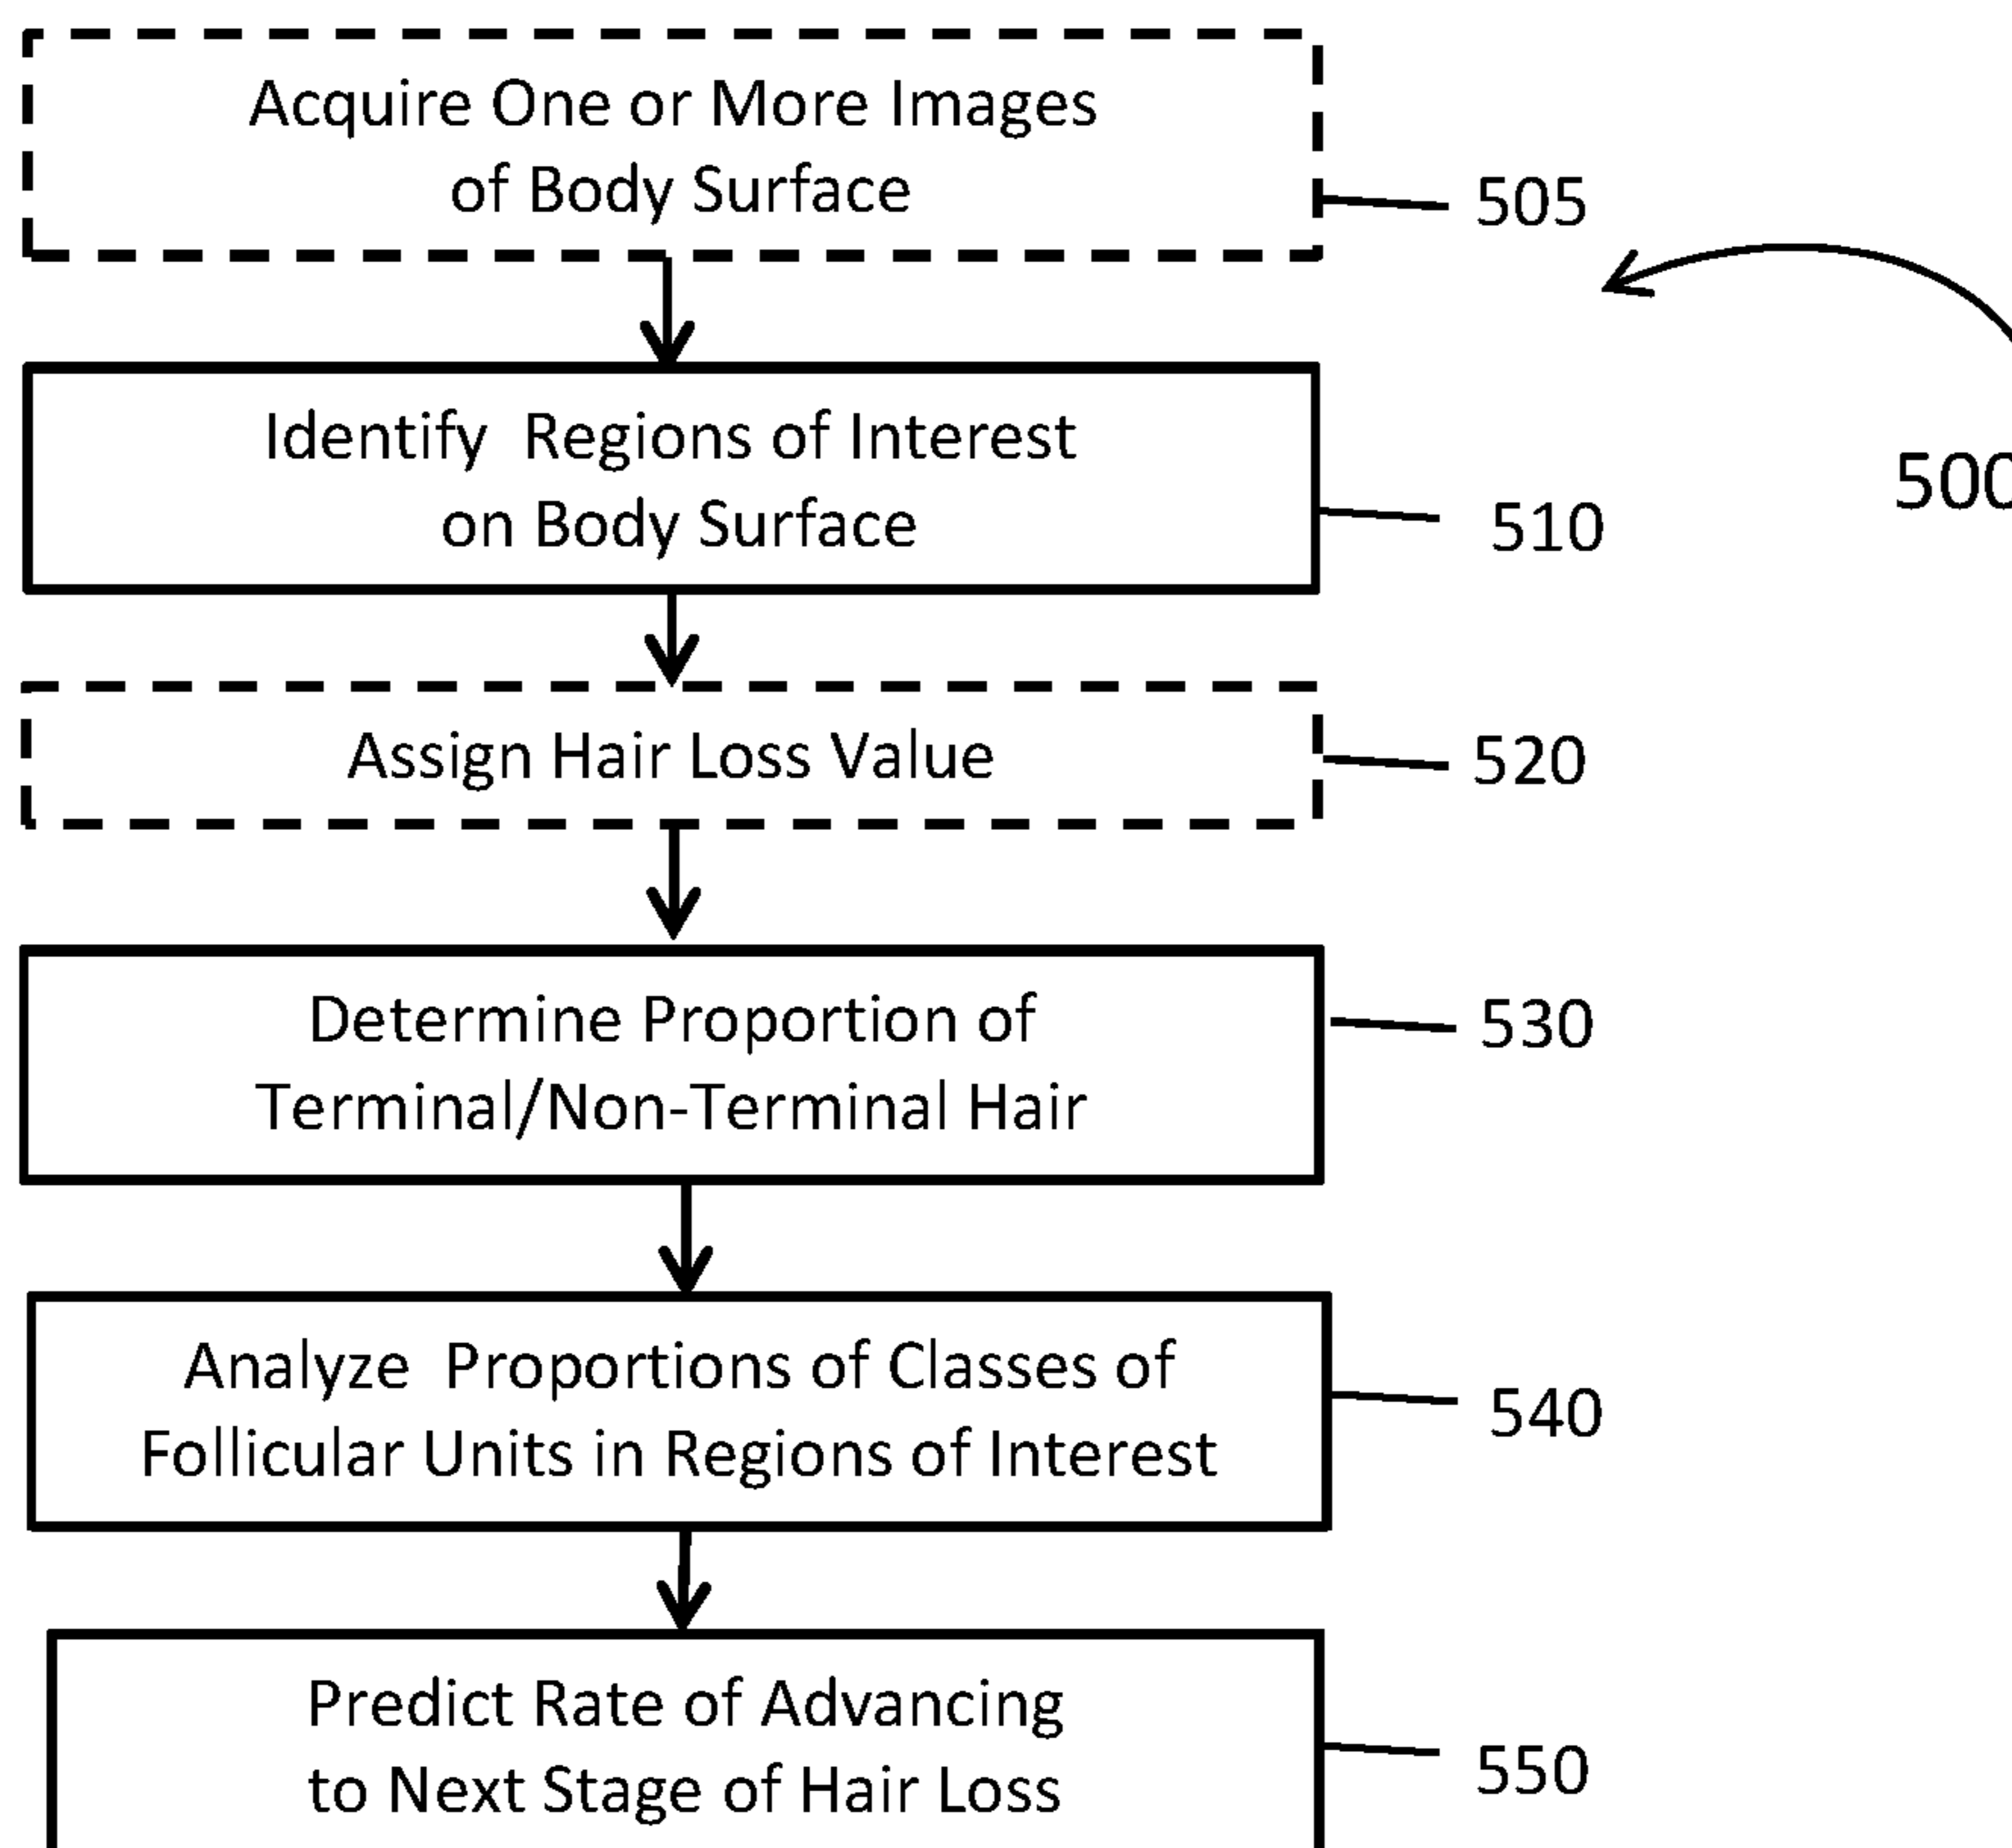 Acquire One or More Images
of Body Surface
505
Identify Regions of Interest
on Body Surface
510
500
Assign Hair Loss Value
520
Determine Proportion of
Terminal/Non-Terminal Hair
530
Analyze Proportions of Classes of
Follicular Units in Regions of Interest
540
Predict Rate of Advancing
to Next Stage of Hair Loss
550